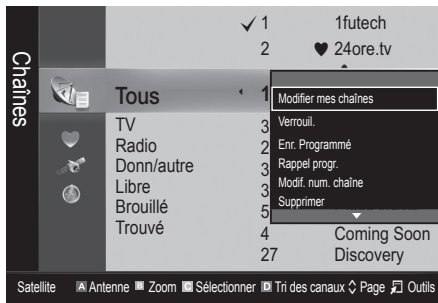 Chaînes
✓ 1 1futech
2 ♥ 24ore.tv
Tous
1
TV 3
Radio 2
Donn/autre 3
Libre 3
Brouillé 5
Trouvé 4 Coming Soon
27 Discovery
Modifier mes chaînes
Verrouil.
Enr. Programmé
Rappel progr.
Modif. num. chaîne
Supprimer
Satellite A Antenne B Zoom C Sélectionner D Tri des canaux Page Outils